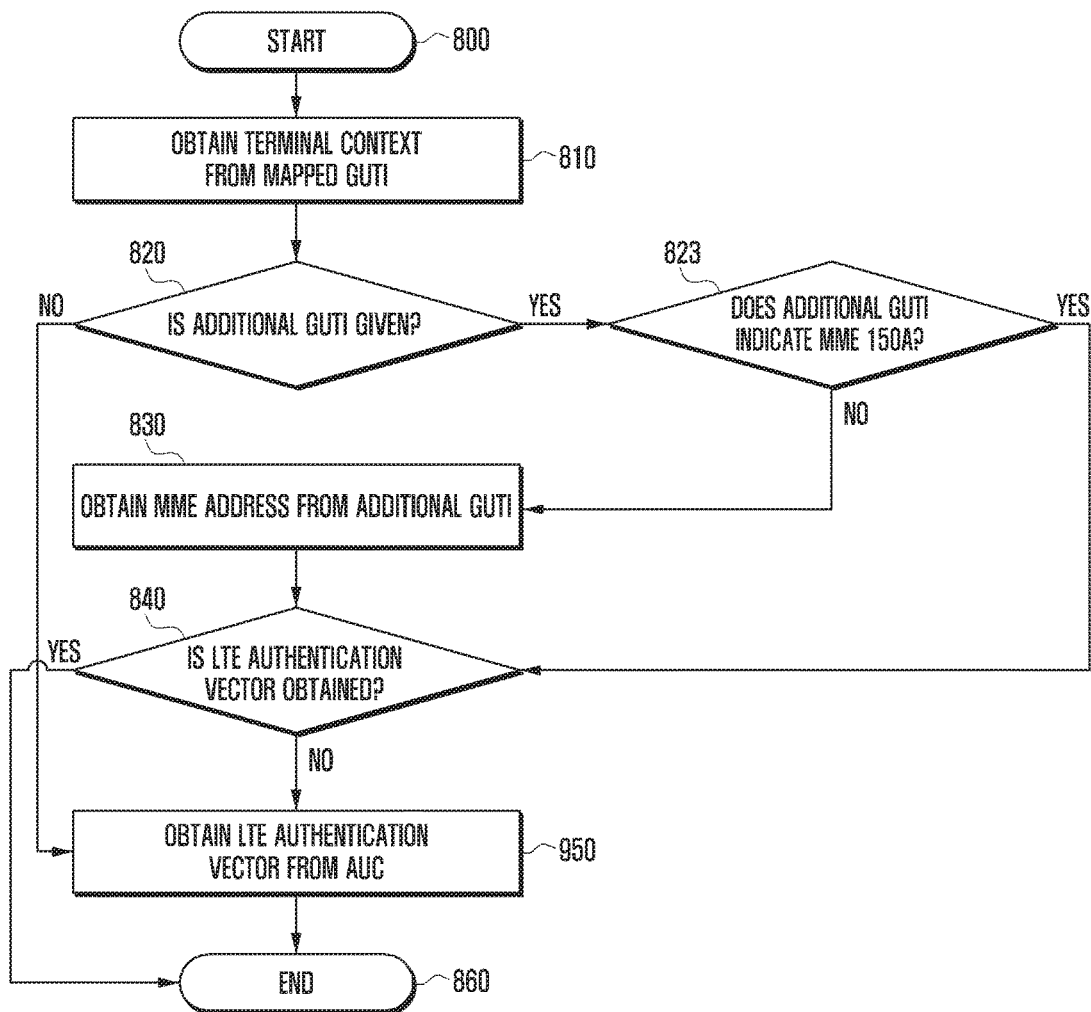 START
800
OBTAIN TERMINAL CONTEXT
FROM MAPPED GUTI
810
820
823
NO
IS ADDITIONAL GUTI GIVEN?
YES
DOES ADDITIONAL GUTI
INDICATE MME 150A?
YES
NO
830
OBTAIN MME ADDRESS FROM ADDITIONAL GUTI
840
YES
IS LTE AUTHENTICATION
VECTOR OBTAINED?
NO
OBTAIN LTE AUTHENTICATION
VECTOR FROM AUC
950
END
860